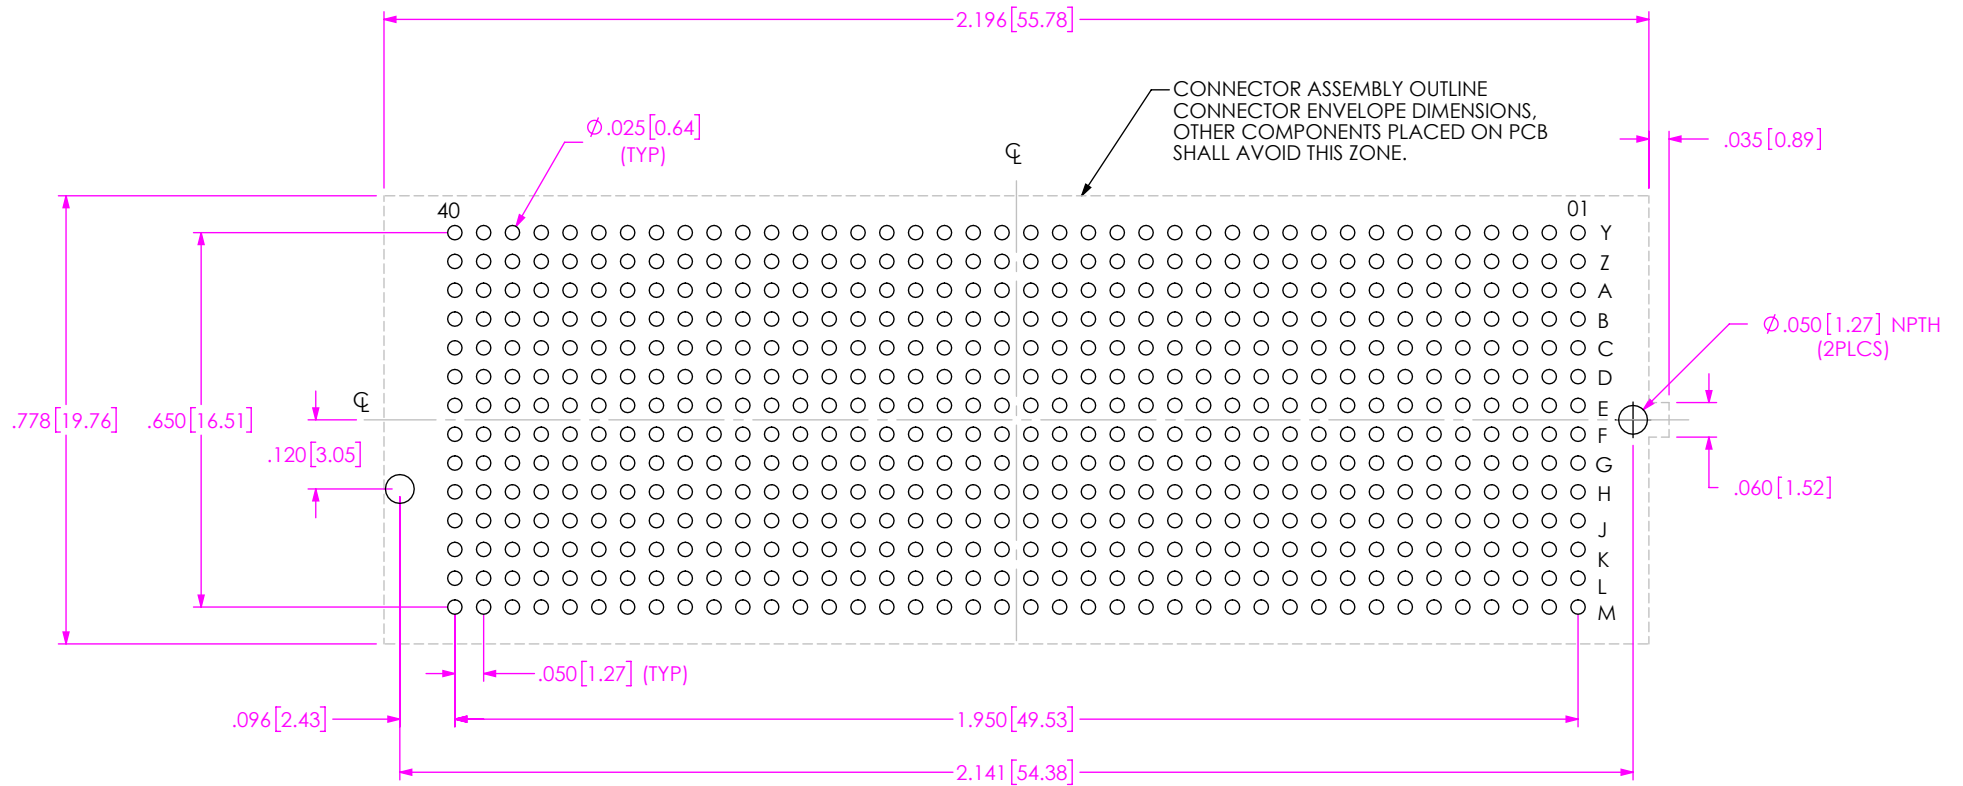 2.196[55.78]
CONNECTOR ASSEMBLY OUTLINE
CONNECTOR ENVELOPE DIMENSIONS,
OTHER COMPONENTS PLACED ON PCB
SHALL AVOID THIS ZONE.
Ø.025[0.64]
(TYP)
.035[0.89]
℄
40
01
Y
Z
A
B
C
D
E
F
G
H
J
K
L
M
Ø.050[1.27] NPTH
(2PLCS)
℄
.778[19.76]
.650[16.51]
.120[3.05]
.060[1.52]
.050[1.27] (TYP)
.096[2.43]
1.950[49.53]
2.141[54.38]